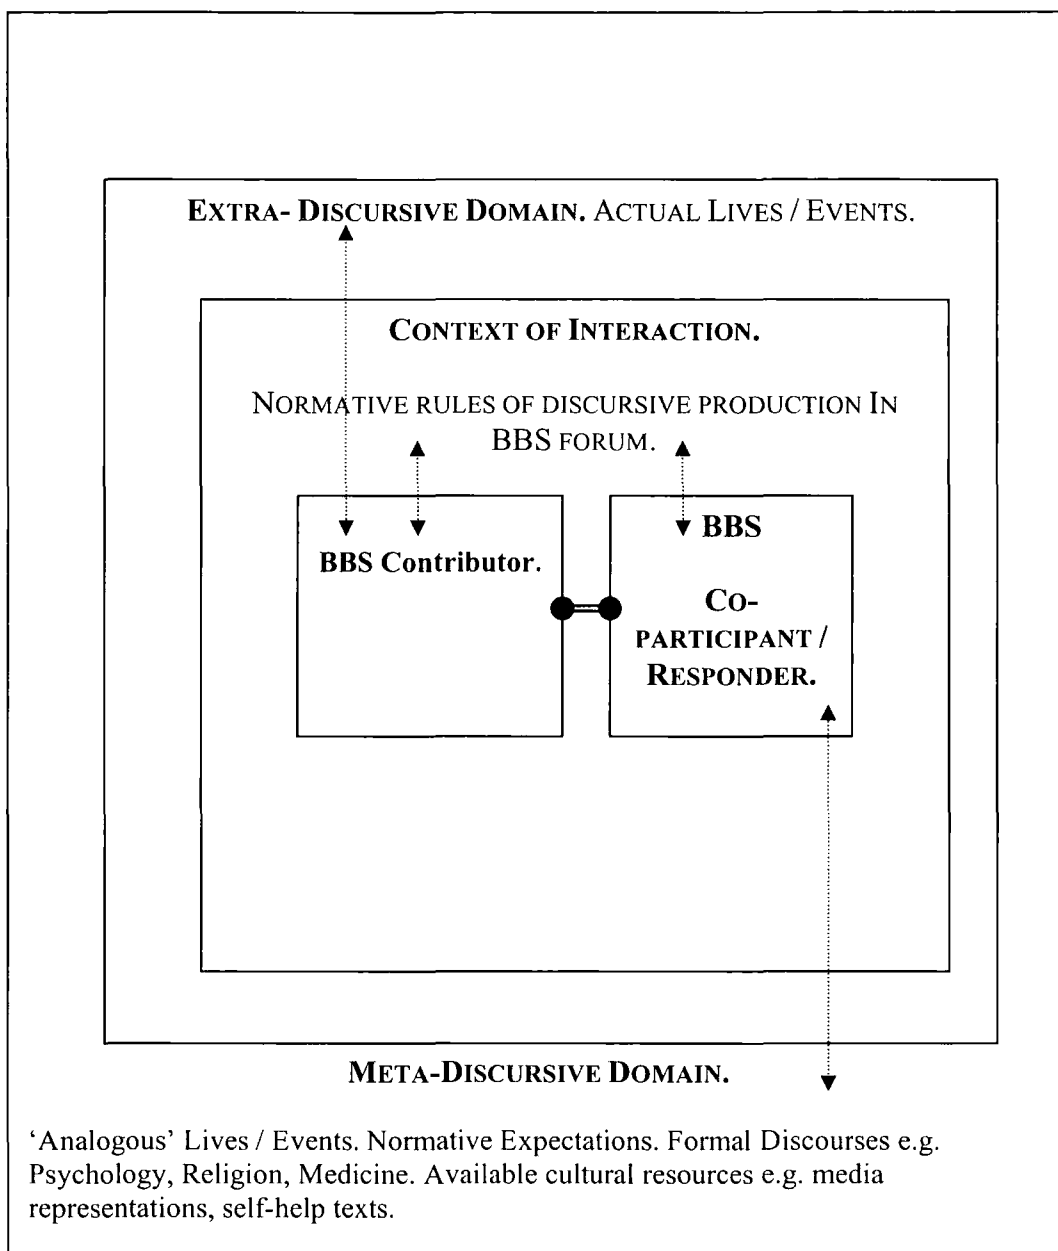 EXTRA- DISCURSIVE DOMAIN. ACTUAL LIVES / EVENTS.
CONTEXT OF INTERACTION.
NORMATIVE RULES OF DISCURSIVE PRODUCTION IN
BBS FORUM.
BBS Contributor.
BBS
CO-
PARTICIPANT /
RESPONDER.
META-DISCURSIVE DOMAIN.
‘Analogous’ Lives / Events. Normative Expectations. Formal Discourses e.g.
Psychology, Religion, Medicine. Available cultural resources e.g. media
representations, self-help texts.